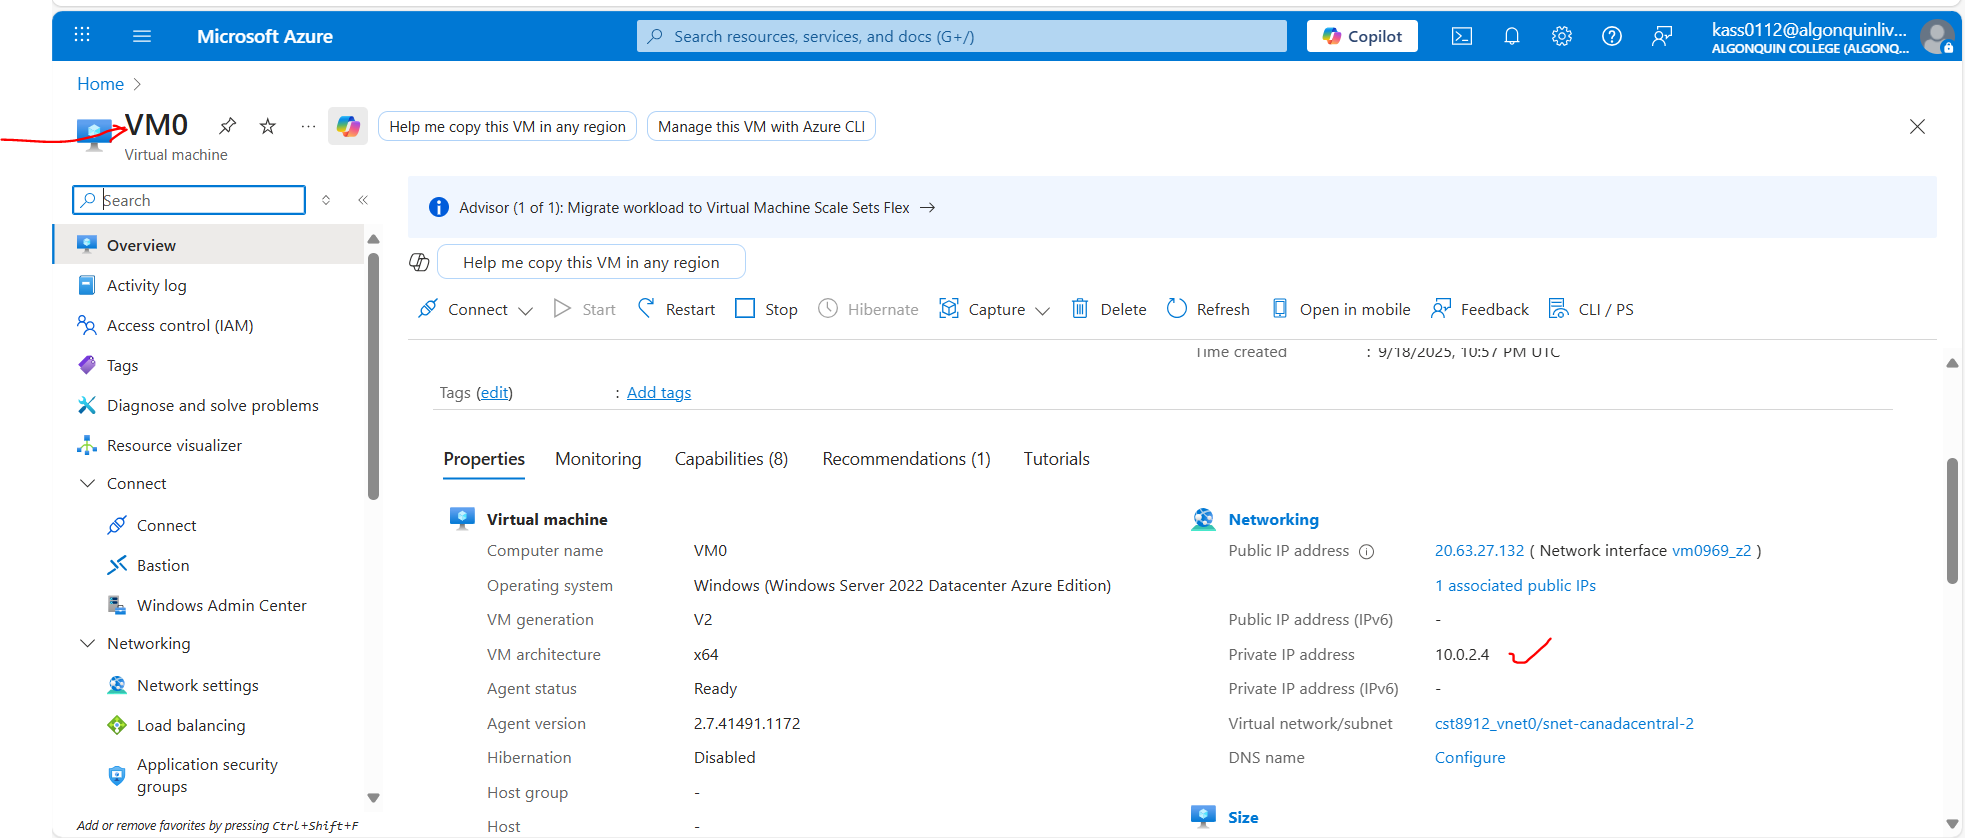 Microsoft Azure
Search resources, services, and docs (G+/)
Copilot
kass0112@algonquinliv...
ALGONQUIN COLLEGE (ALGONQ...
Home
VM0
Help me copy this VM in any region
Manage this VM with Azure CLI
Virtual machine
Search
Advisor (1 of 1): Migrate workload to Virtual Machine Scale Sets Flex →
Help me copy this VM in any region
Connect
Start
Restart
Stop
Hibernate
Capture
Delete
Refresh
Open in mobile
Feedback
CLI / PS
Overview
Activity log
Access control (IAM)
Tags
Diagnose and solve problems
Resource visualizer
Connect
Connect
Bastion
Windows Admin Center
Networking
Network settings
Load balancing
Application security
groups
Add or remove favorites by pressing Ctrl+Shift+F
Time created : 9/18/2025, 10:57 PM UTC
Tags (edit) : Add tags
Properties
Monitoring
Capabilities (8)
Recommendations (1)
Tutorials
Virtual machine
Computer name VM0
Operating system Windows (Windows Server 2022 Datacenter Azure Edition)
VM generation V2
VM architecture x64
Agent status Ready
Agent version 2.7.41491.1172
Hibernation Disabled
Host group -
Host -
Networking
Public IP address 20.63.27.132 ( Network interface vm0969_z2 )
1 associated public IPs
Public IP address (IPv6) -
Private IP address 10.0.2.4
Private IP address (IPv6) -
Virtual network/subnet cst8912_vnet0/snet-canadacentral-2
DNS name Configure
Size